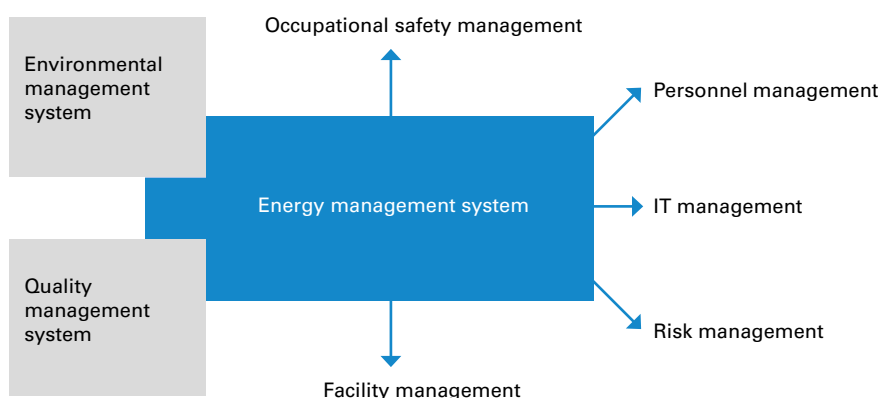 Occupational safety management
Environmental
management
system
Personnel management
Energy management system
IT management
Quality
management
system
Risk management
Facility management